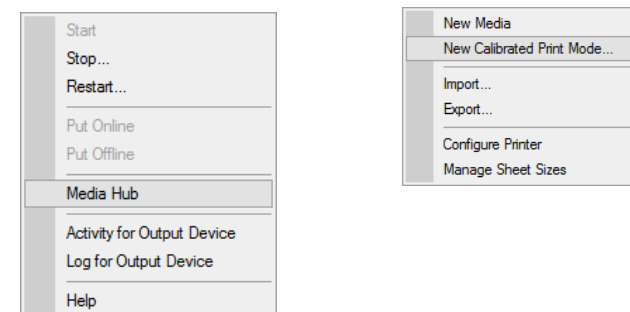 Start
Stop...
Restart...
Put Online
Put Offline
Media Hub
Activity for Output Device
Log for Output Device
Help
New Media
New Calibrated Print Mode...
Import...
Export...
Configure Printer
Manage Sheet Sizes